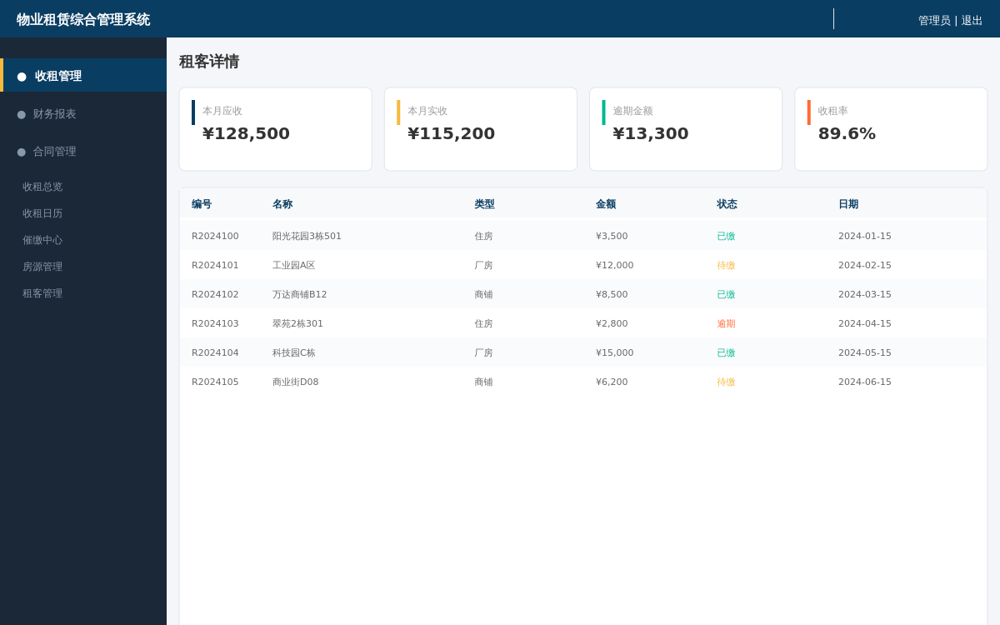 物业租赁综合管理系统
管理员 | 退出
收租管理
财务报表
合同管理
收租总览
收租日历
催缴中心
房源管理
租客管理
租客详情
本月应收
¥128,500
本月实收
¥115,200
逾期金额
¥13,300
收租率
89.6%
编号 名称 类型 金额 状态 日期
R2024100 阳光花园3栋501 住房 ¥3,500 已缴 2024-01-15
R2024101 工业园A区 厂房 ¥12,000 待缴 2024-02-15
R2024102 万达商铺B12 商铺 ¥8,500 已缴 2024-03-15
R2024103 翠苑2栋301 住房 ¥2,800 逾期 2024-04-15
R2024104 科技园C栋 厂房 ¥15,000 已缴 2024-05-15
R2024105 商业街D08 商铺 ¥6,200 待缴 2024-06-15